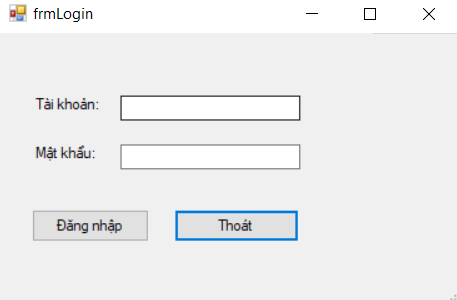 frmLogin
Tài khoản:
Mật khẩu:
Đăng nhập
Thoát